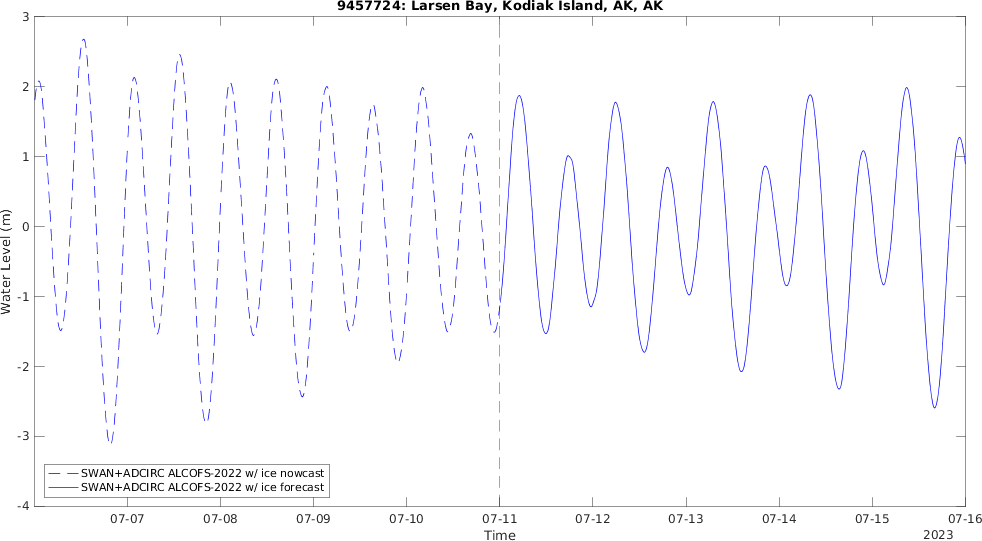 9457724: Larsen Bay, Kodiak Island, AK, AK
3
2
1
0
-1
-2
-3
-4
Water Level (m)
SWAN+ADCIRC ALCOFS-2022 w/ ice nowcast
SWAN+ADCIRC ALCOFS-2022 w/ ice forecast
07-07 07-08 07-09 07-10 07-11 07-12 07-13 07-14 07-15 07-16
Time
2023